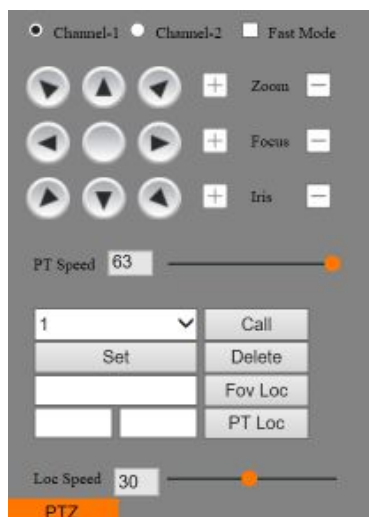 Channel-1 Channel-2 Fast Mode
+ Zoom −
+ Focus −
+ Iris −
PT Speed 63
1 Call
Set Delete
Fov Loc
PT Loc
Loc Speed 30
PTZ